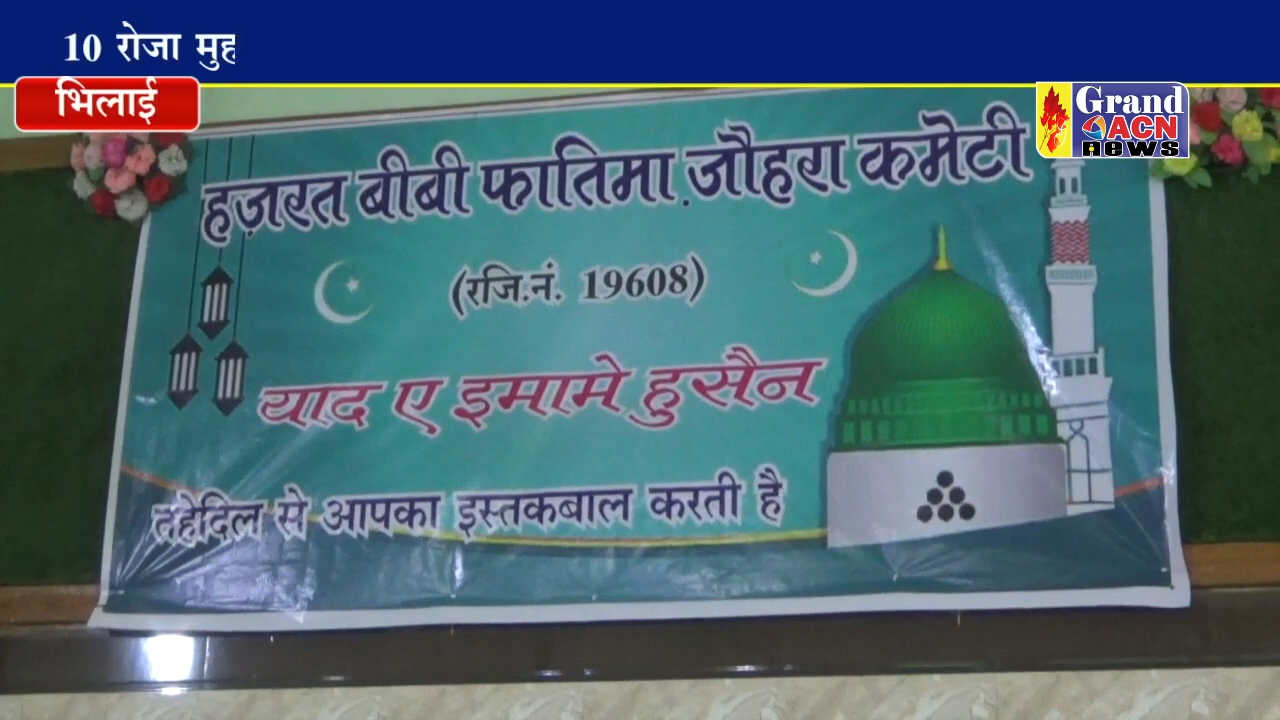 10 रोजा
भिलाई
Grand
ACN
news
हज़रत बीबी फातिमा ज़ौहरा कमेटी
(रजि.नं. 19608)
याद ए इमामे हुसैन
तहेदिल से आपका इस्तकबाल करती है